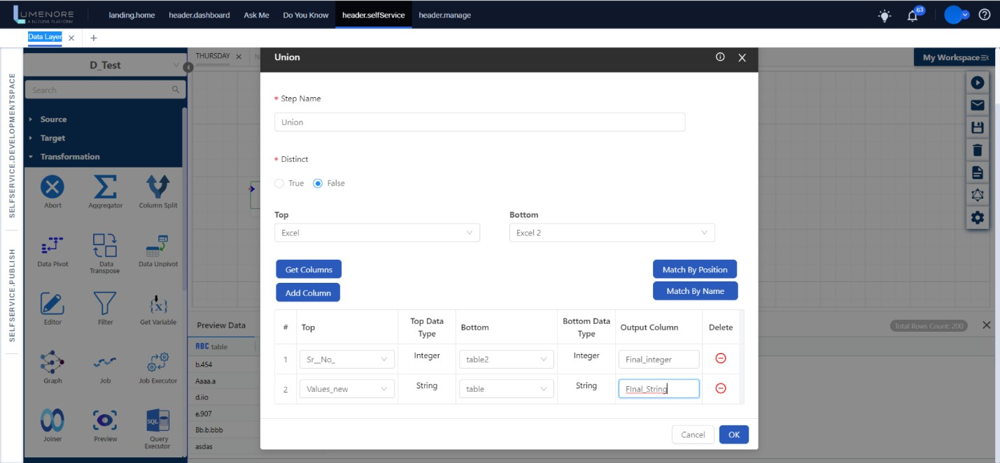 LUMENORE
A NETLINK PLATFORM
landing.home
header.dashboard
Ask Me
Do You Know
header.selfService
header.manage
63
Data Layer
SELFSERVICE.DEVELOPMENTSPACE
SELFSERVICE.PUBLISH
D_Test
Search
Source
Target
Transformation
Abort
Aggregator
Column Split
Data Pivot
Data
Transpose
Data Unpivot
Editor
Filter
Get Variable
Graph
Job
Job Executor
Joiner
Preview
SQL
Query
Executor
THURSDAY
N
My Workspace
Union
* Step Name
Union
* Distinct
True
False
Top
Bottom
Excel
Excel 2
Get Columns
Match By Position
Add Column
Match By Name
# Top Top Data Type Bottom Bottom Data Type Output Column Delete
1 Sr__No_ Integer table2 Integer Final_integer
2 Values_new String table String FInal_String
Cancel
OK
Preview Data
Total Rows Count: 200
ABC table
b.454
Aaaa.a
d.iio
e.907
Bb.b.bbb
asdas